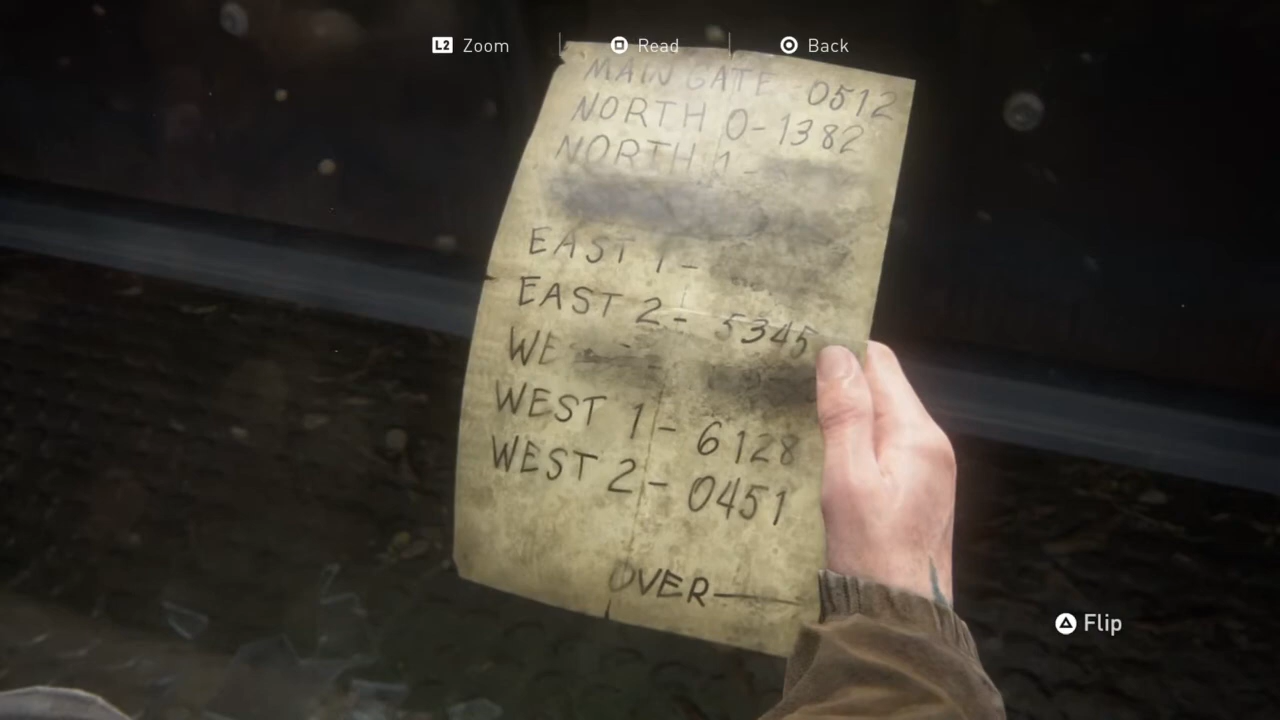 L2 Zoom Read Back
MAIN GATE 0512
NORTH 0-1382
NORTH 1 -
EAST 1 -
EAST 2 - 5345
WE
WEST 1 - 6128
WEST 2 - 0451
OVER
Flip